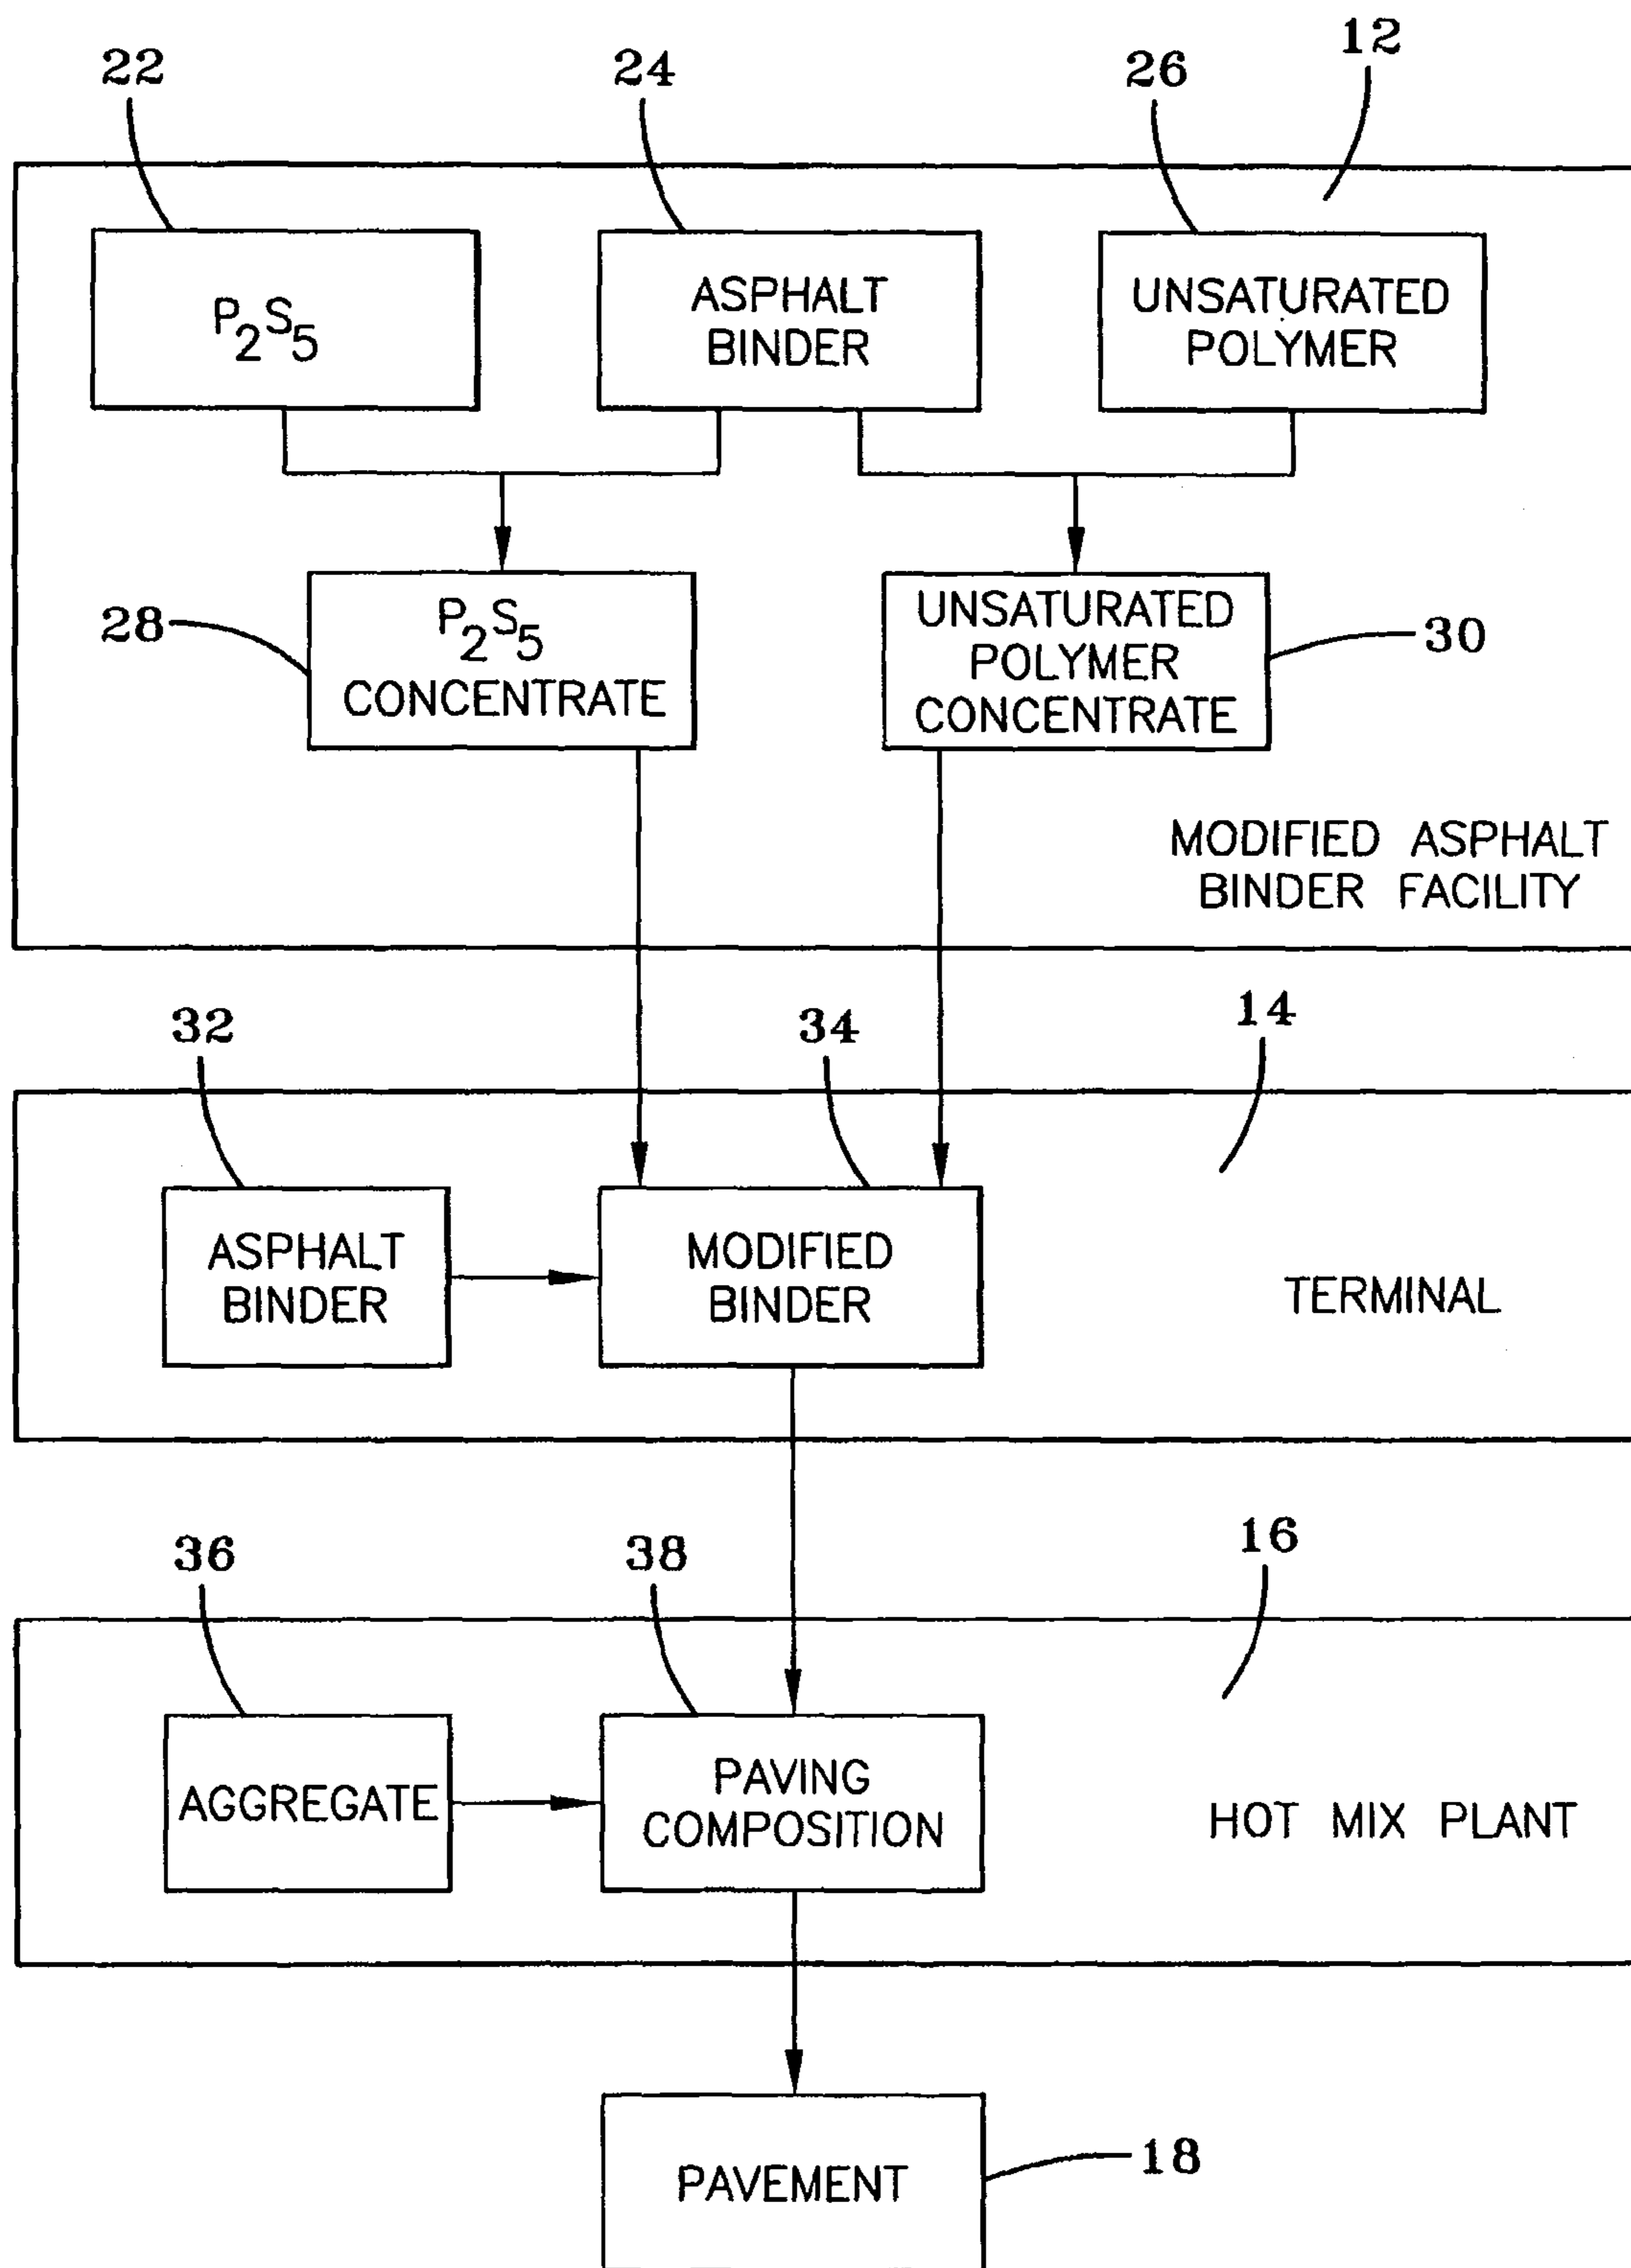 12
22
24
26
P2S5
ASPHALT
BINDER
UNSATURATED
POLYMER
28
P2S5
CONCENTRATE
UNSATURATED
POLYMER
CONCENTRATE
30
MODIFIED ASPHALT
BINDER FACILITY
32
34
14
ASPHALT
BINDER
MODIFIED
BINDER
TERMINAL
36
38
16
AGGREGATE
PAVING
COMPOSITION
HOT MIX PLANT
PAVEMENT
18